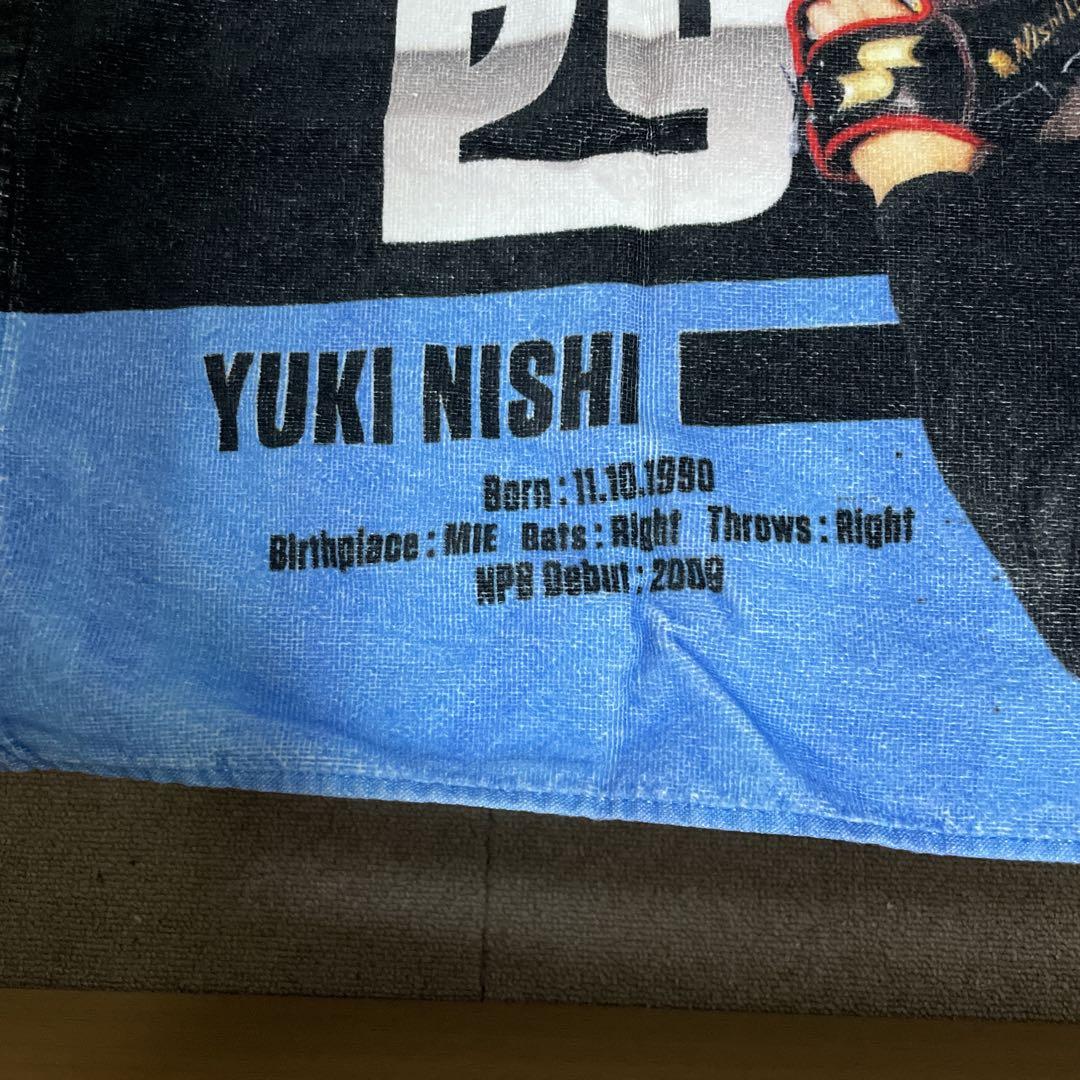 YUKI NISHI
Born : 11.10.1990
Birthplace : MIE Bats : Right Throws : Right
NPB Debut : 2009